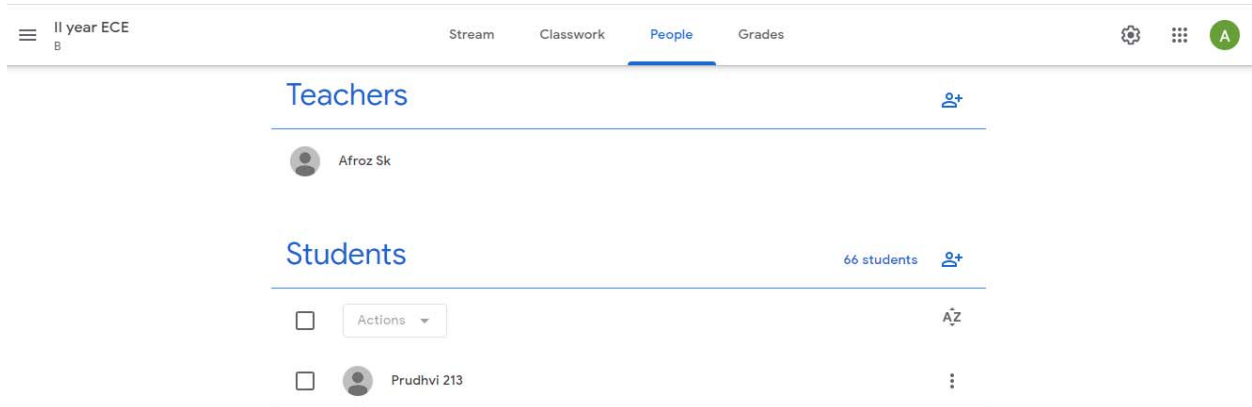 II year ECE
B
Stream Classwork People Grades
A
Teachers
Afroz Sk
Students
66 students
Actions
AZ
Prudhvi 213